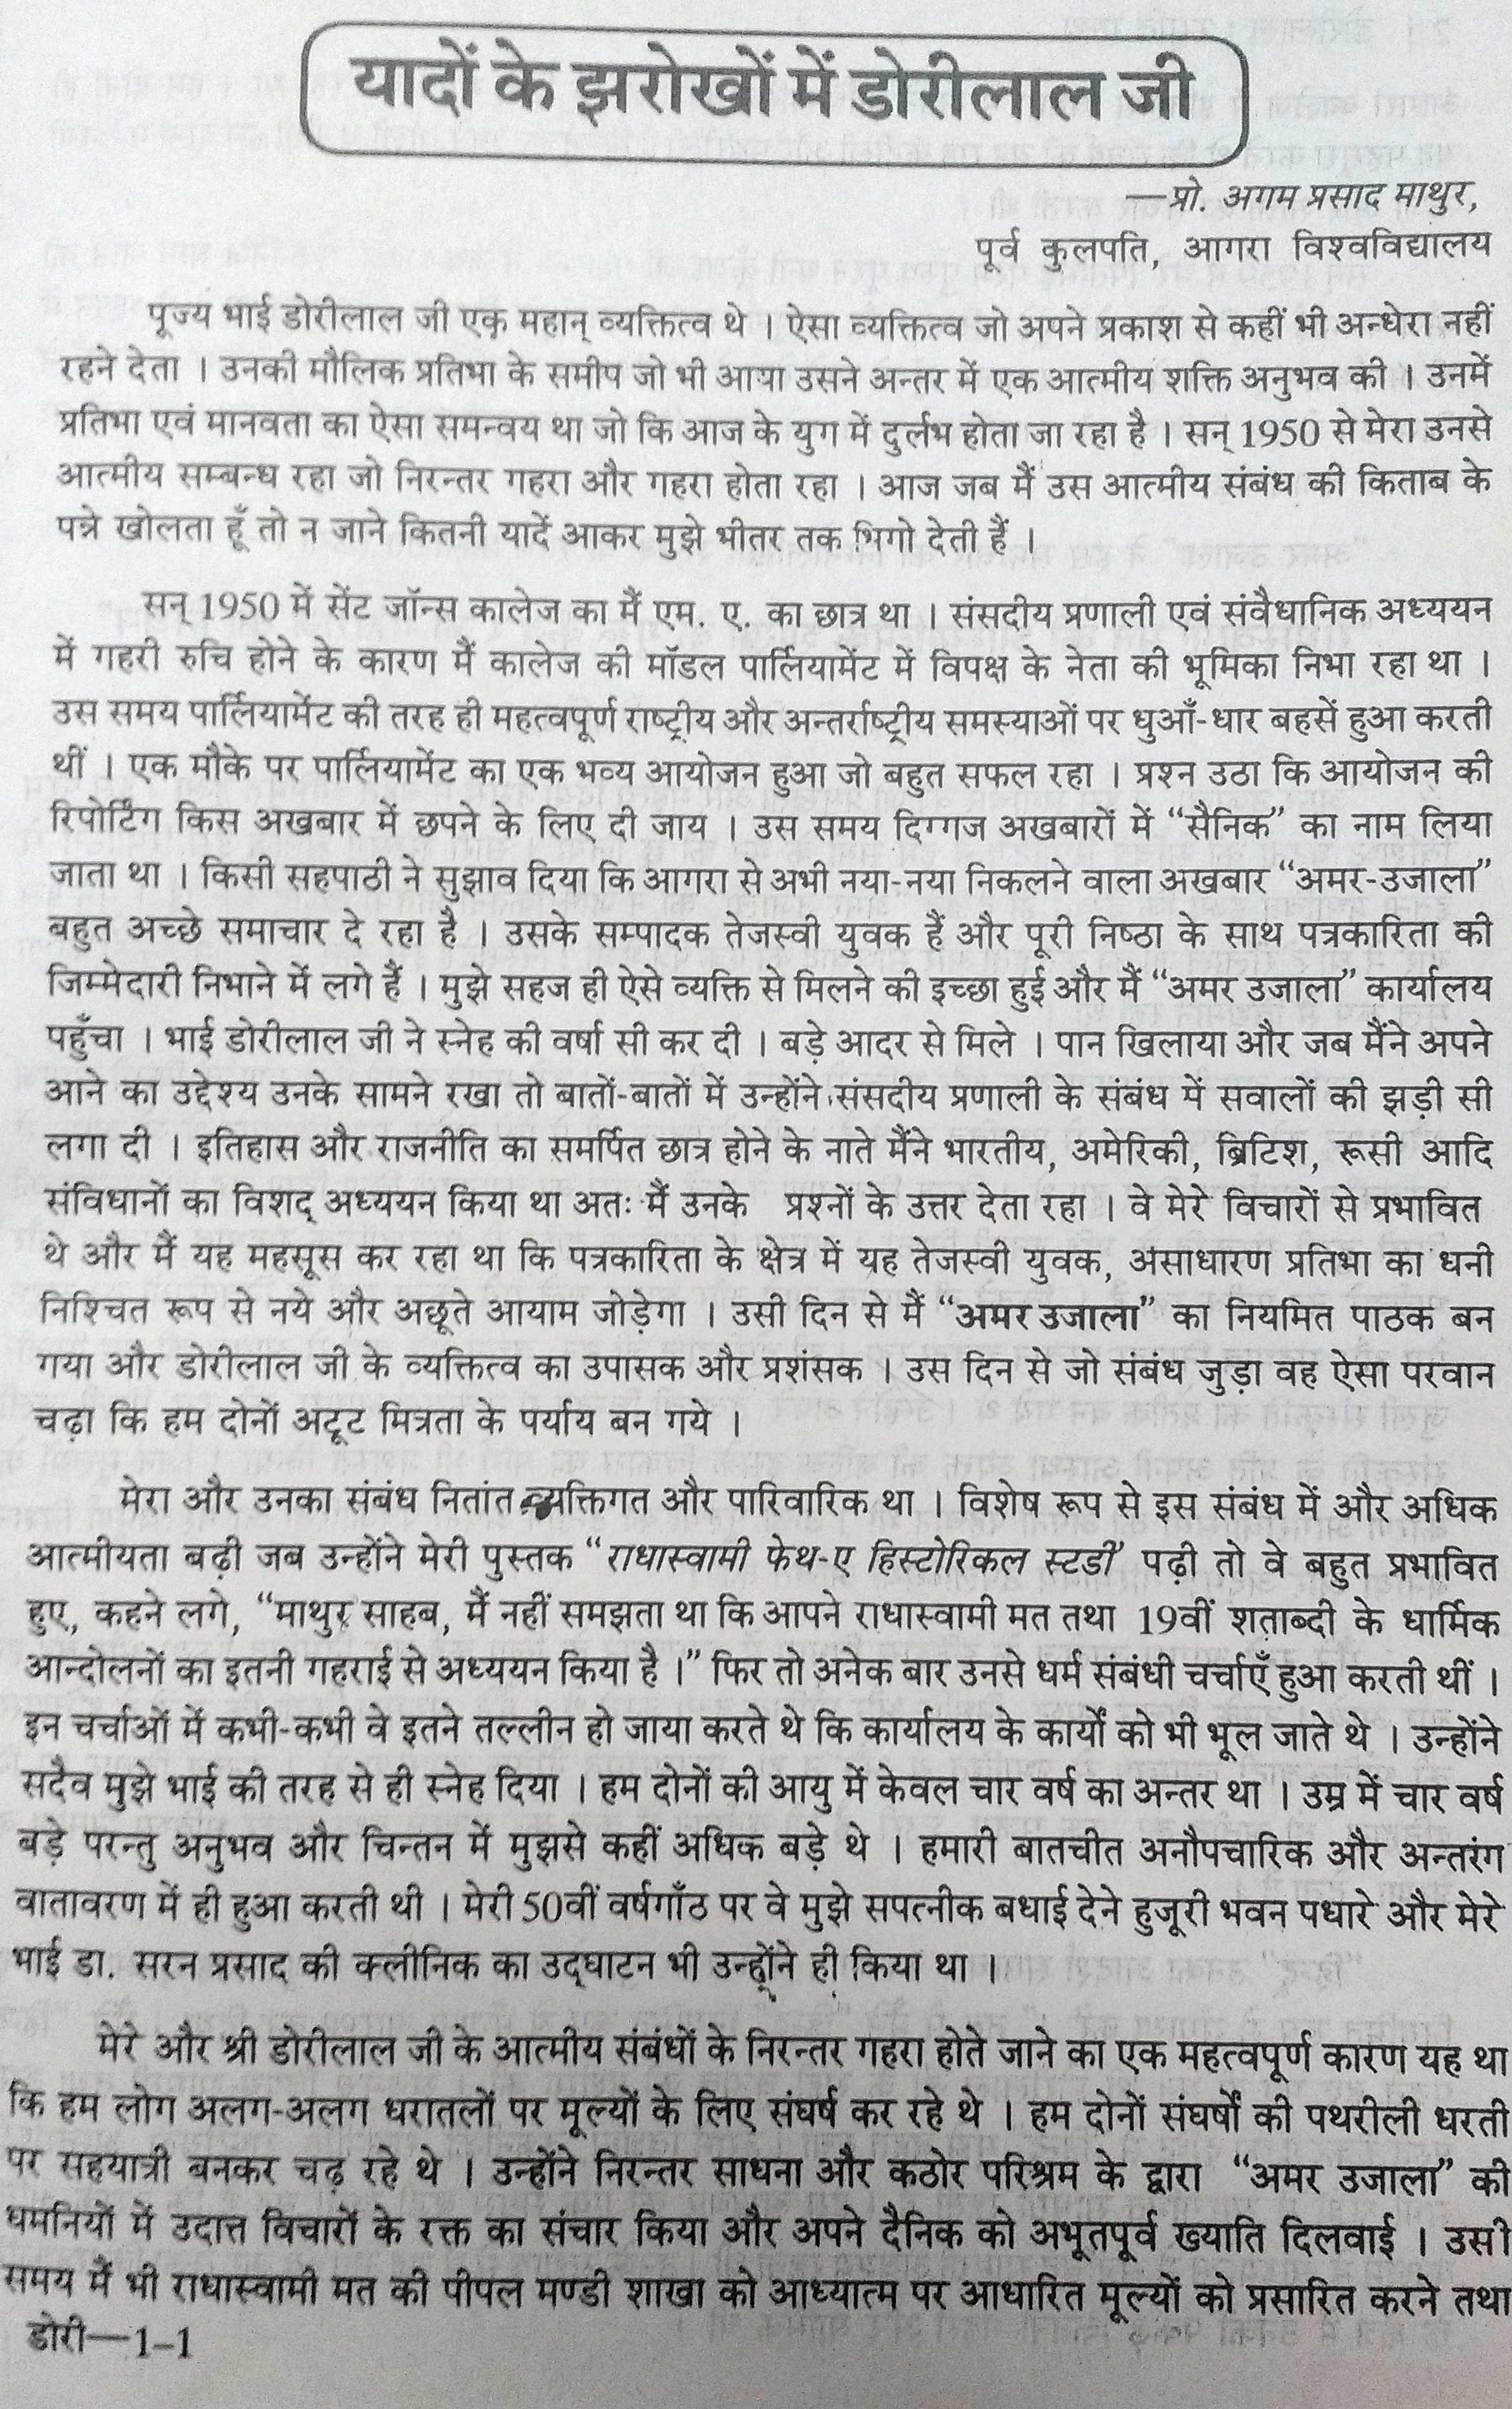 यादों के झरोखों में डोरीलाल जी
—प्रो. अगम प्रसाद माथुर,
पूर्व कुलपति, आगरा विश्वविद्यालय
पूज्य भाई डोरीलाल जी एक महान् व्यक्तित्व थे । ऐसा व्यक्तित्व जो अपने प्रकाश से कहीं भी अन्धेरा नहीं
रहने देता । उनकी मौलिक प्रतिभा के समीप जो भी आया उसने अन्तर में एक आत्मीय शक्ति अनुभव की । उनमें
प्रतिभा एवं मानवता का ऐसा समन्वय था जो कि आज के युग में दुर्लभ होता जा रहा है । सन् 1950 से मेरा उनसे
आत्मीय सम्बन्ध रहा जो निरन्तर गहरा और गहरा होता रहा । आज जब मैं उस आत्मीय संबंध की किताब के
पन्ने खोलता हूँ तो न जाने कितनी यादें आकर मुझे भीतर तक भिगो देती हैं ।
सन् 1950 में सेंट जॉन्स कालेज का मैं एम. ए. का छात्र था । संसदीय प्रणाली एवं संवैधानिक अध्ययन
में गहरी रुचि होने के कारण मैं कालेज की मॉडल पार्लियामेंट में विपक्ष के नेता की भूमिका निभा रहा था ।
उस समय पार्लियामेंट की तरह ही महत्वपूर्ण राष्ट्रीय और अन्तर्राष्ट्रीय समस्याओं पर धुआँ-धार बहसें हुआ करती
थीं । एक मौके पर पार्लियामेंट का एक भव्य आयोजन हुआ जो बहुत सफल रहा । प्रश्न उठा कि आयोजन की
रिपोर्टिंग किस अखबार में छपने के लिए दी जाय । उस समय दिग्गज अखबारों में “सैनिक” का नाम लिया
जाता था । किसी सहपाठी ने सुझाव दिया कि आगरा से अभी नया-नया निकलने वाला अखबार “अमर-उजाला”
बहुत अच्छे समाचार दे रहा है । उसके सम्पादक तेजस्वी युवक हैं और पूरी निष्ठा के साथ पत्रकारिता की
जिम्मेदारी निभाने में लगे हैं । मुझे सहज ही ऐसे व्यक्ति से मिलने की इच्छा हुई और मैं “अमर उजाला” कार्यालय
पहुँचा । भाई डोरीलाल जी ने स्नेह की वर्षा सी कर दी । बड़े आदर से मिले । पान खिलाया और जब मैंने अपने
आने का उद्देश्य उनके सामने रखा तो बातों-बातों में उन्होंने संसदीय प्रणाली के संबंध में सवालों की झड़ी सी
लगा दी । इतिहास और राजनीति का समर्पित छात्र होने के नाते मैंने भारतीय, अमेरिकी, ब्रिटिश, रूसी आदि
संविधानों का विशद् अध्ययन किया था अतः मैं उनके प्रश्नों के उत्तर देता रहा । वे मेरे विचारों से प्रभावित
थे और मैं यह महसूस कर रहा था कि पत्रकारिता के क्षेत्र में यह तेजस्वी युवक, असाधारण प्रतिभा का धनी
निश्चित रूप से नये और अछूते आयाम जोड़ेगा । उसी दिन से मैं “अमर उजाला” का नियमित पाठक बन
गया और डोरीलाल जी के व्यक्तित्व का उपासक और प्रशंसक । उस दिन से जो संबंध जुड़ा वह ऐसा परवान
चढ़ा कि हम दोनों अटूट मित्रता के पर्याय बन गये ।
मेरा और उनका संबंध नितांत व्यक्तिगत और पारिवारिक था । विशेष रूप से इस संबंध में और अधिक
आत्मीयता बढ़ी जब उन्होंने मेरी पुस्तक “राधास्वामी फेथ-ए हिस्टोरिकल स्टडी’ पढ़ी तो वे बहुत प्रभावित
हुए, कहने लगे, “माथुर साहब, मैं नहीं समझता था कि आपने राधास्वामी मत तथा 19वीं शताब्दी के धार्मिक
आन्दोलनों का इतनी गहराई से अध्ययन किया है ।” फिर तो अनेक बार उनसे धर्म संबंधी चर्चाएँ हुआ करती थीं ।
इन चर्चाओं में कभी-कभी वे इतने तल्लीन हो जाया करते थे कि कार्यालय के कार्यों को भी भूल जाते थे । उन्होंने
सदैव मुझे भाई की तरह से ही स्नेह दिया । हम दोनों की आयु में केवल चार वर्ष का अन्तर था । उम्र में चार वर्ष
बड़े परन्तु अनुभव और चिन्तन में मुझसे कहीं अधिक बड़े थे । हमारी बातचीत अनौपचारिक और अन्तरंग
वातावरण में ही हुआ करती थी । मेरी 50वीं वर्षगाँठ पर वे मुझे सपत्नीक बधाई देने हुजूरी भवन पधारे और मेरे
भाई डा. सरन प्रसाद की क्लीनिक का उद्घाटन भी उन्होंने ही किया था ।
मेरे और श्री डोरीलाल जी के आत्मीय संबंधों के निरन्तर गहरा होते जाने का एक महत्वपूर्ण कारण यह था
कि हम लोग अलग-अलग धरातलों पर मूल्यों के लिए संघर्ष कर रहे थे । हम दोनों संघर्षों की पथरीली धरती
पर सहयात्री बनकर चढ़ रहे थे । उन्होंने निरन्तर साधना और कठोर परिश्रम के द्वारा “अमर उजाला” की
धमनियों में उदात्त विचारों के रक्त का संचार किया और अपने दैनिक को अभूतपूर्व ख्याति दिलवाई । उसी
समय मैं भी राधास्वामी मत की पीपल मण्डी शाखा को आध्यात्म पर आधारित मूल्यों को प्रसारित करने तथा
डोरी—1–1